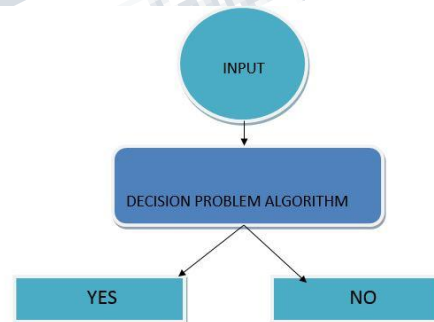 INPUT
DECISION PROBLEM ALGORITHM
YES
NO